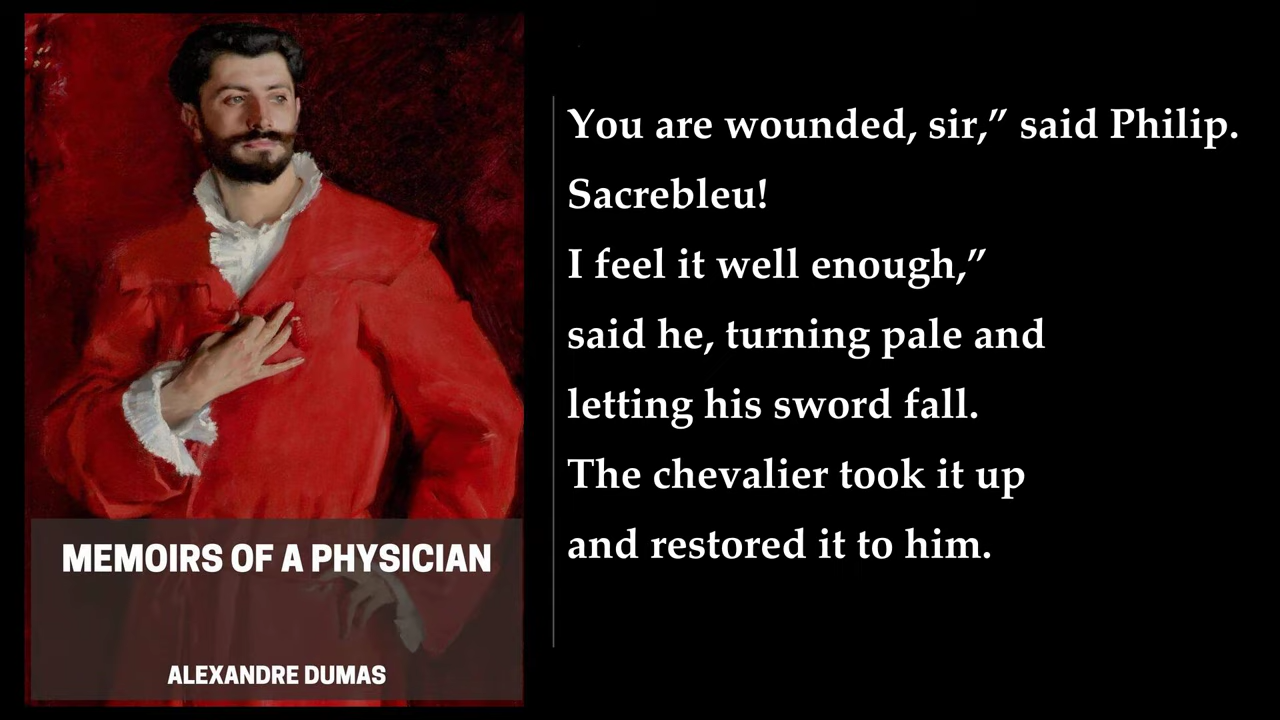 MEMOIRS OF A PHYSICIAN
ALEXANDRE DUMAS
You are wounded, sir,” said Philip.
Sacrebleu!
I feel it well enough,”
said he, turning pale and
letting his sword fall.
The chevalier took it up
and restored it to him.